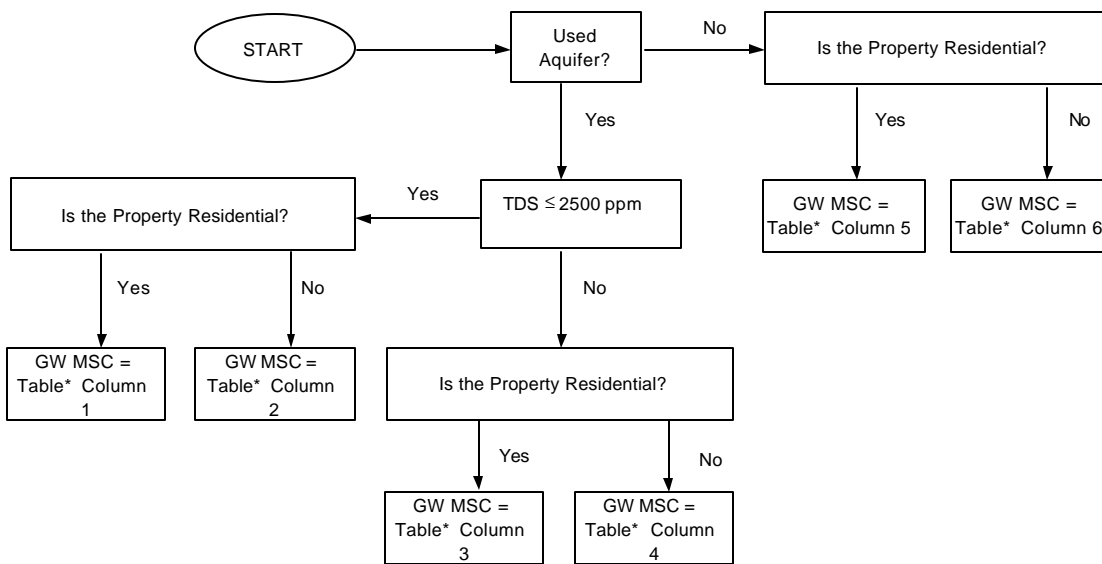 START
Used
Aquifer?
No
Is the Property Residential?
Yes
Yes
No
Is the Property Residential?
Yes
TDS ≤ 2500 ppm
GW MSC =
Table* Column 5
GW MSC =
Table* Column 6
Yes
No
No
GW MSC =
Table* Column
1
GW MSC =
Table* Column
2
Is the Property Residential?
Yes
No
GW MSC =
Table* Column
3
GW MSC =
Table* Column
4